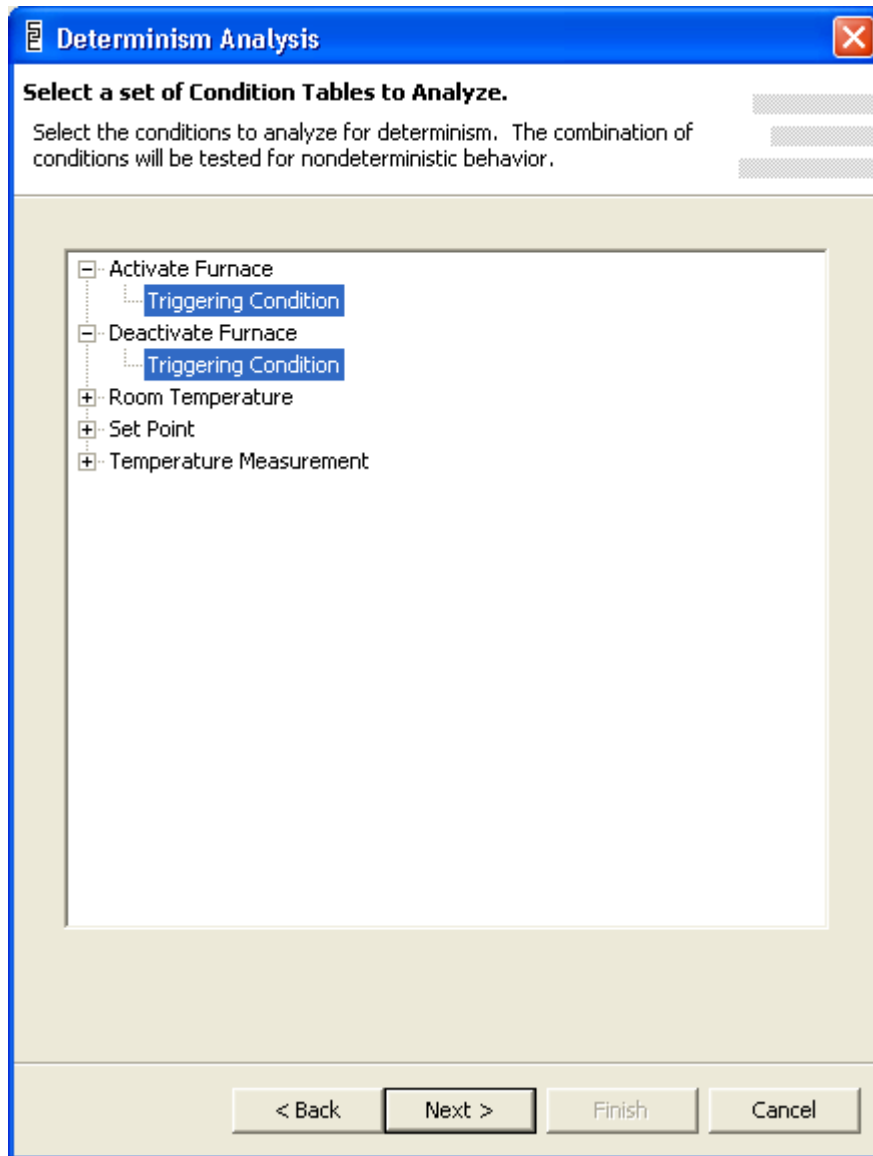 Determinism Analysis
Select a set of Condition Tables to Analyze.
Select the conditions to analyze for determinism.  The combination of
conditions will be tested for nondeterministic behavior.
Activate Furnace
Triggering Condition
Deactivate Furnace
Triggering Condition
Room Temperature
Set Point
Temperature Measurement
< Back Next > Finish Cancel